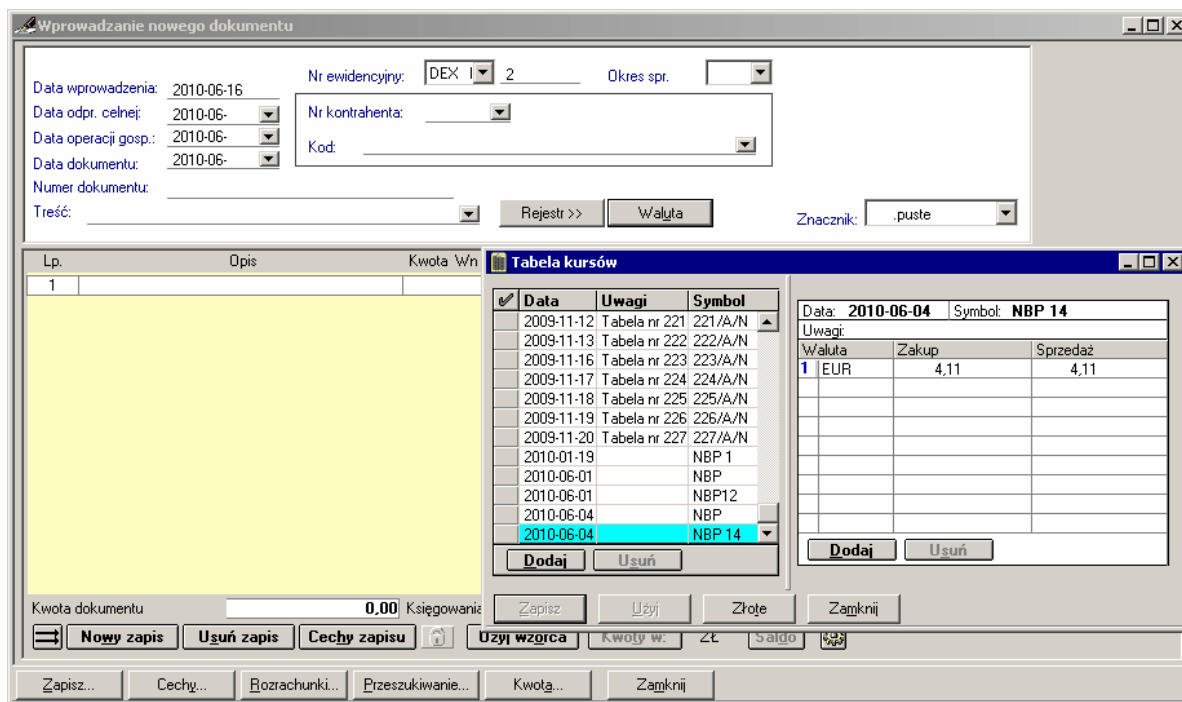 Wprowadzanie nowego dokumentu
Nr ewidencyjny: DEX 2 Okres spr.
Data wprowadzenia: 2010-06-16
Data odpr. celnej: 2010-06- Nr kontrahenta:
Data operacji gosp.: 2010-06-
Kod:
Data dokumentu: 2010-06-
Numer dokumentu:
Treść: Rejestr >> Waluta Znacznik: .puste
Lp. Opis Kwota Wn
1
Tabela kursów
Data Uwagi Symbol
2009-11-12 Tabela nr 221 221/A/N
2009-11-13 Tabela nr 222 222/A/N
2009-11-16 Tabela nr 223 223/A/N
2009-11-17 Tabela nr 224 224/A/N
2009-11-18 Tabela nr 225 225/A/N
2009-11-19 Tabela nr 226 226/A/N
2009-11-20 Tabela nr 227 227/A/N
2010-01-19 NBP 1
2010-06-01 NBP
2010-06-01 NBP12
2010-06-04 NBP
2010-06-04 NBP 14
Dodaj Usuń
Data: 2010-06-04 Symbol: NBP 14
Uwagi:
Waluta Zakup Sprzedaż
1 EUR 4,11 4,11
Dodaj Usuń
Zapisz Użyj Złote Zamknij
Kwota dokumentu 0,00 Księgowania
Nowy zapis Usuń zapis Cechy zapisu Użyj wzorca Kwoty w: ZŁ Saldo
Zapisz... Cechy... Rozrachunki... Przeszukiwanie... Kwota... Zamknij